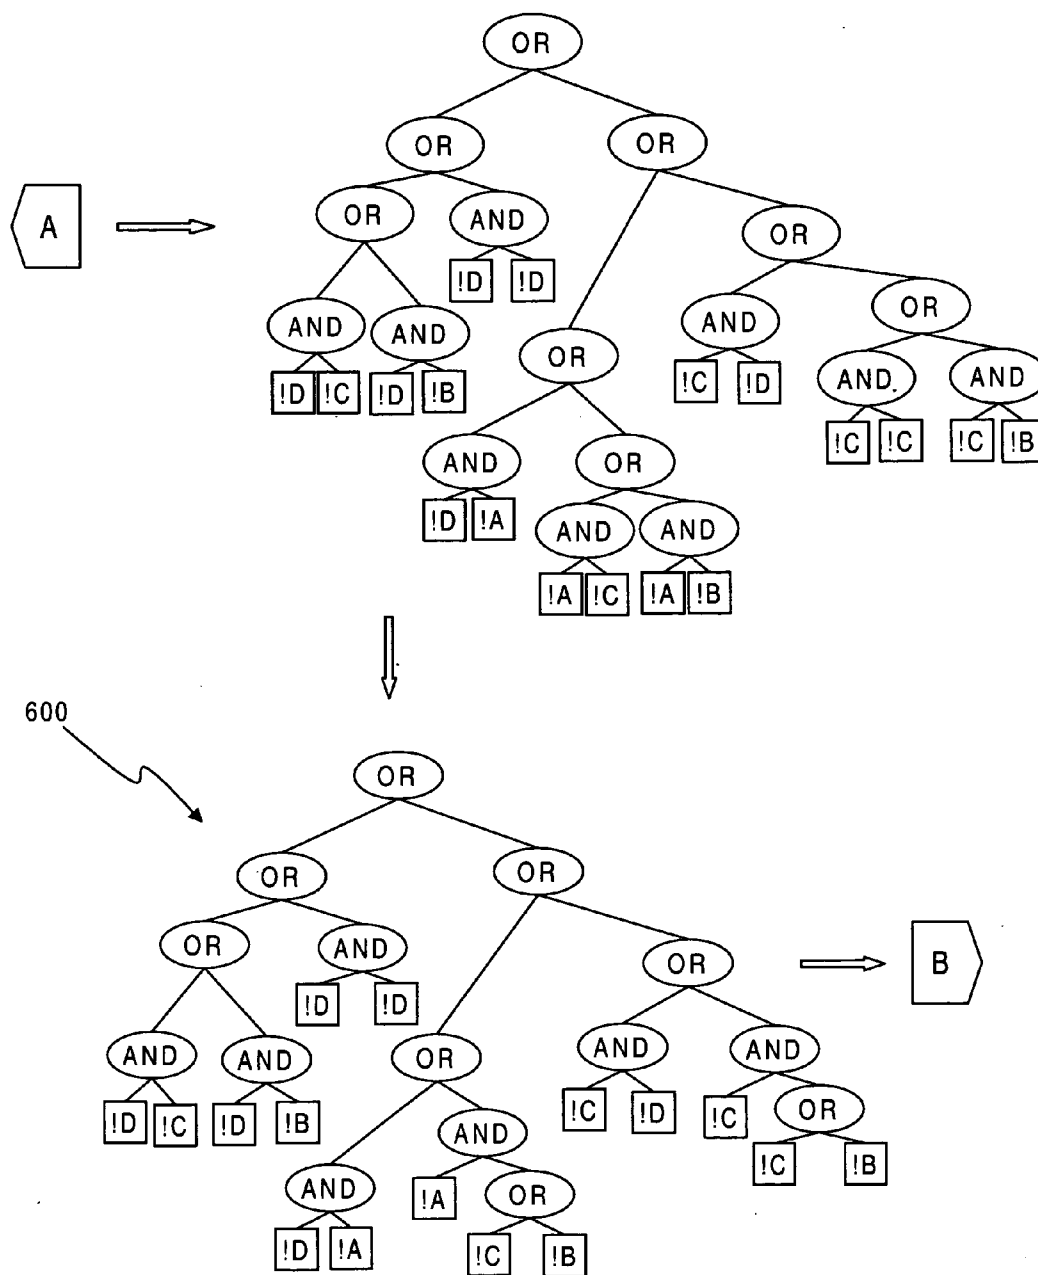 OR
OR OR
A OR AND OR
!D !D
AND AND AND OR
OR
!D !C !D !B !C !D AND AND
!C !C !C !B
AND OR
!D !A AND AND
!A !C !A !B
600
OR
OR OR
OR AND OR B
!D !D
AND AND OR AND AND
!D !C !D !B !C !D !C OR
AND !C !B
AND !A OR
!D !A !C !B